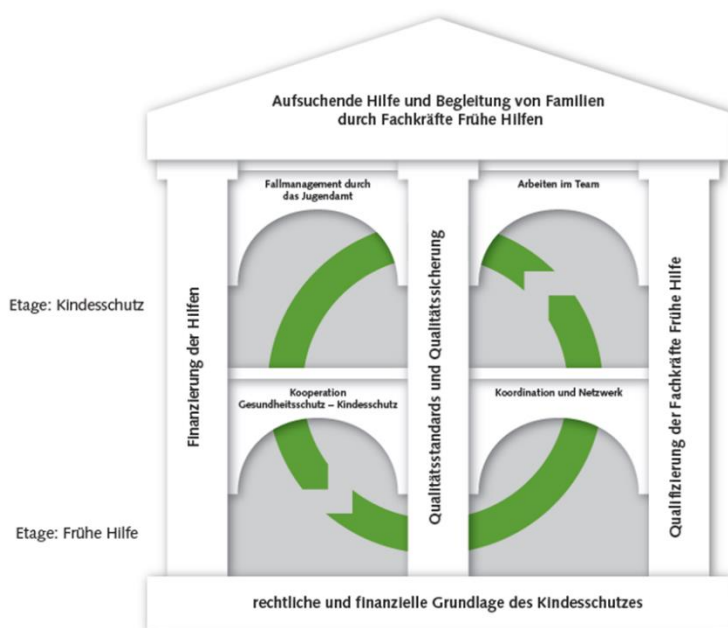 Aufsuchende Hilfe und Begleitung von Familien
durch Fachkräfte Frühe Hilfen
Fallmanagement durch
das Jugendamt
Arbeiten im Team
Etage: Kindesschutz
Finanzierung der Hilfen
Qualitätsstandards und Qualitätssicherung
Qualifizierung der Fachkräfte Frühe Hilfe
Kooperation
Gesundheitsschutz – Kindesschutz
Koordination und Netzwerk
Etage: Frühe Hilfe
rechtliche und finanzielle Grundlage des Kindesschutzes